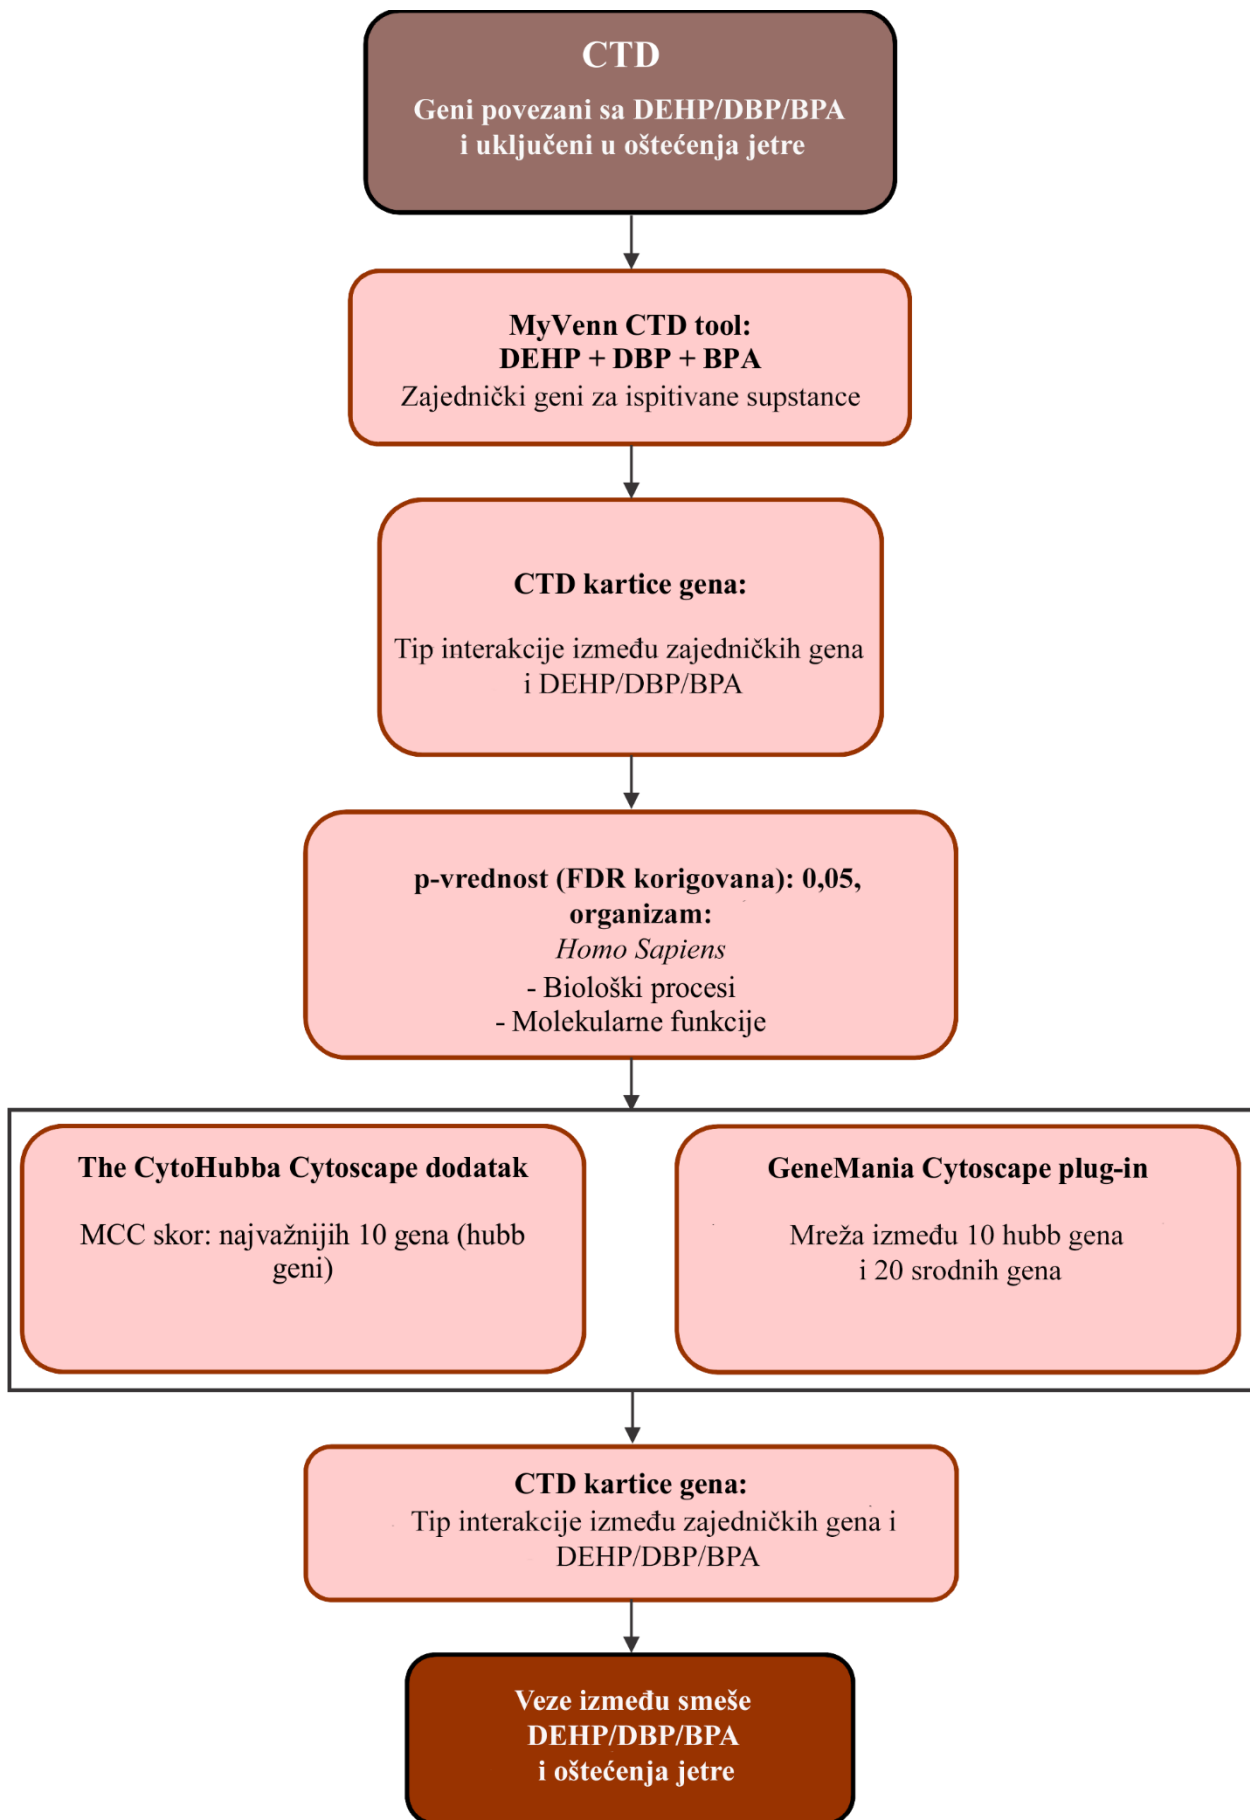 CTD
Geni povezani sa DEHP/DBP/BPA
i uključeni u oštećenja jetre
MyVenn CTD tool:
DEHP + DBP + BPA
Zajednički geni za ispitivane supstance
CTD kartice gena:
Tip interakcije između zajedničkih gena
i DEHP/DBP/BPA
p-vrednost (FDR korigovana): 0,05,
organizam:
Homo Sapiens
- Biološki procesi
- Molekularne funkcije
The CytoHubba Cytoscape dodatak
MCC skor: najvažnijih 10 gena (hubb
geni)
GeneMania Cytoscape plug-in
Mreža između 10 hubb gena
i 20 srodnih gena
CTD kartice gena:
Tip interakcije između zajedničkih gena i
DEHP/DBP/BPA
Veze između smeše
DEHP/DBP/BPA
i oštećenja jetre